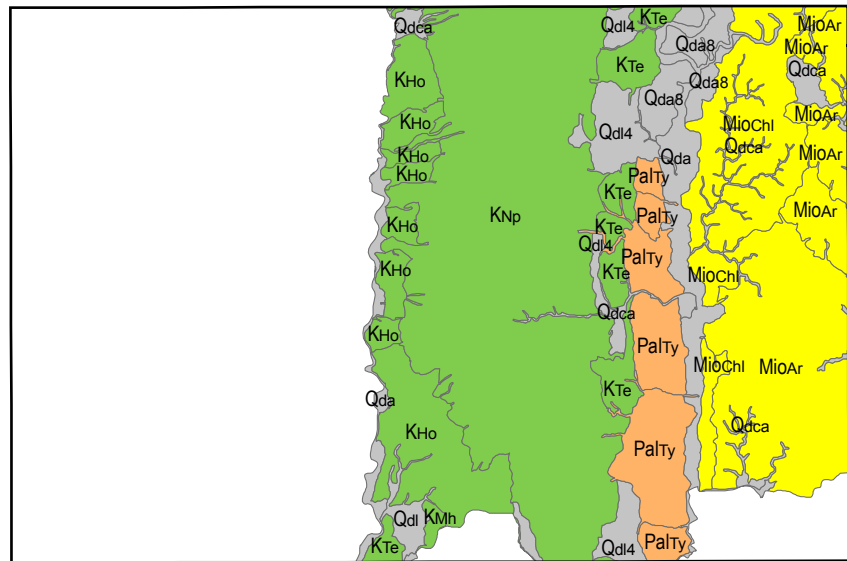 Qdca
Qdl4
KTe
MioAr
Qda8
MioAr
KTe
Qdca
KHo
Qda8
Qda8
MioAr
KHo
MioChl
Qdl4
Qdca
KHo
Qda
MioAr
KHo
PalTy
KTe
MioAr
KNp
PalTy
KHo
KTe
Qdl4
PalTy
KHo
KTe
MioChl
Qdca
KHo
PalTy
MioChl
MioAr
KTe
Qda
Qdca
KHo
PalTy
Qdl
KMh
KTe
Qdl4
PalTy